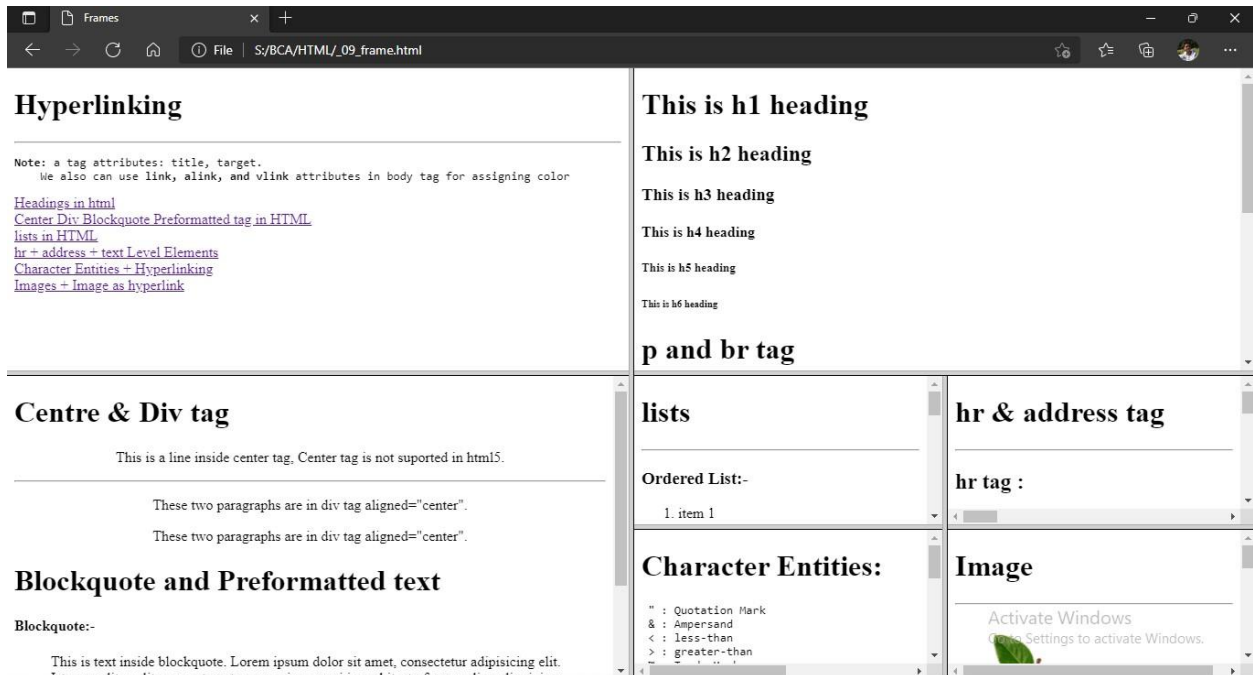 Frames
File | S:/BCA/HTML/_09_frame.html
Hyperlinking
Note: a tag attributes: title, target.
We also can use link, alink, and vlink attributes in body tag for assigning color
Headings in html
Center Div Blockquote Preformatted tag in HTML
lists in HTML
hr + address + text Level Elements
Character Entities + Hyperlinking
Images + Image as hyperlink
This is h1 heading
This is h2 heading
This is h3 heading
This is h4 heading
This is h5 heading
This is h6 heading
p and br tag
Centre & Div tag
This is a line inside center tag, Center tag is not suported in html5.
These two paragraphs are in div tag aligned="center".
These two paragraphs are in div tag aligned="center".
Blockquote and Preformatted text
Blockquote:-
This is text inside blockquote. Lorem ipsum dolor sit amet, consectetur adipisicing elit.
lists
Ordered List:-
1. item 1
hr & address tag
hr tag :
Character Entities:
" : Quotation Mark
& : Ampersand
< : less-than
> : greater-than
Image
Activate Windows
Go to Settings to activate Windows.